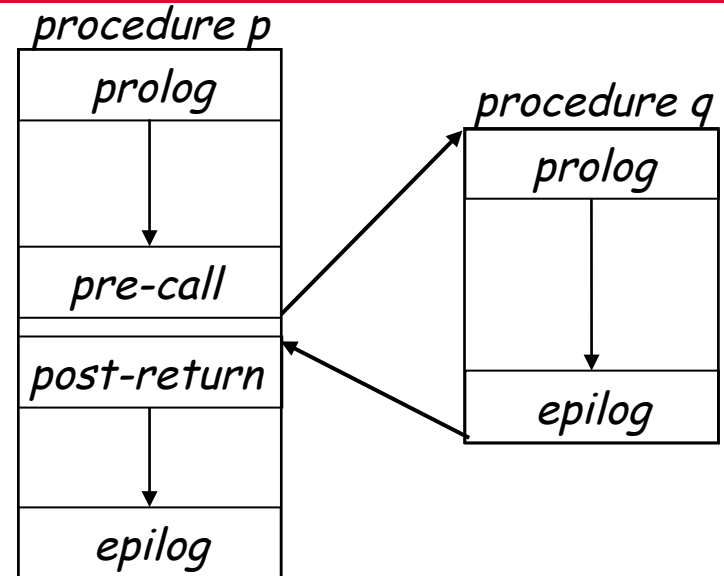 procedure p
prolog
pre-call
post-return
epilog
procedure q
prolog
epilog